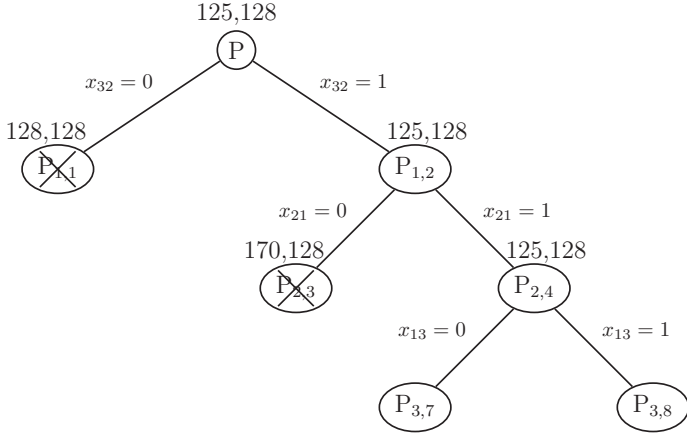 125,128
P
x₃₂ = 0
x₃₂ = 1
128,128
125,128
P₁,₁
P₁,₂
x₂₁ = 0
x₂₁ = 1
170,128
125,128
P₂,₃
P₂,₄
x₁₃ = 0
x₁₃ = 1
P₃,₇
P₃,₈